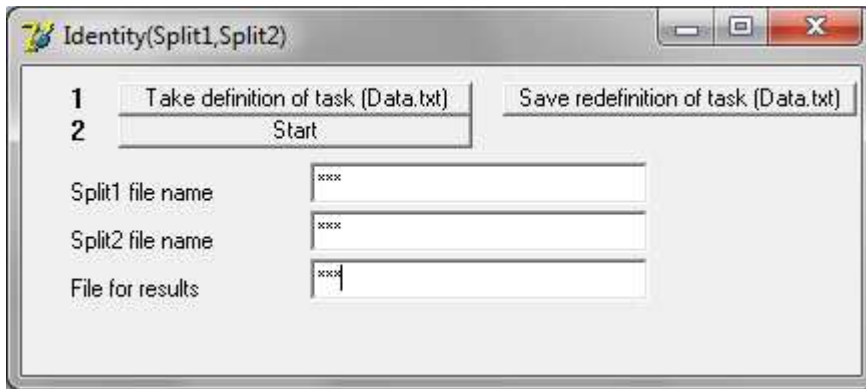 Identity(Split1,Split2)
1 Take definition of task (Data.txt) Save redefinition of task (Data.txt)
2 Start
Split1 file name ***
Split2 file name ***
File for results ***